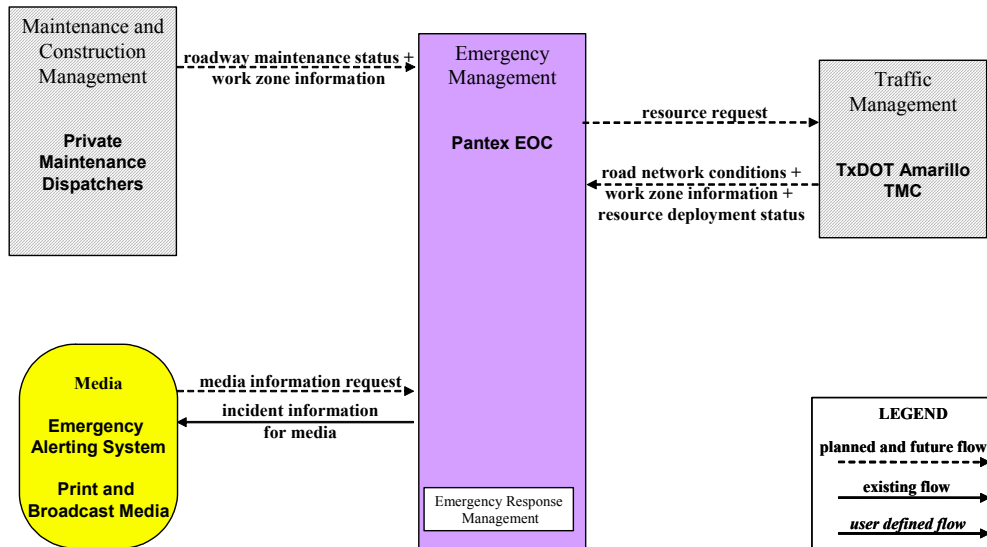 Maintenance and
Construction
Management
Private
Maintenance
Dispatchers
roadway maintenance status +
work zone information
Emergency
Management
Pantex EOC
resource request
road network conditions +
work zone information +
resource deployment status
Traffic
Management
TxDOT Amarillo
TMC
Media
Emergency
Alerting System
Print and
Broadcast Media
media information request
incident information
for media
Emergency Response
Management
LEGEND
planned and future flow
existing flow
user defined flow